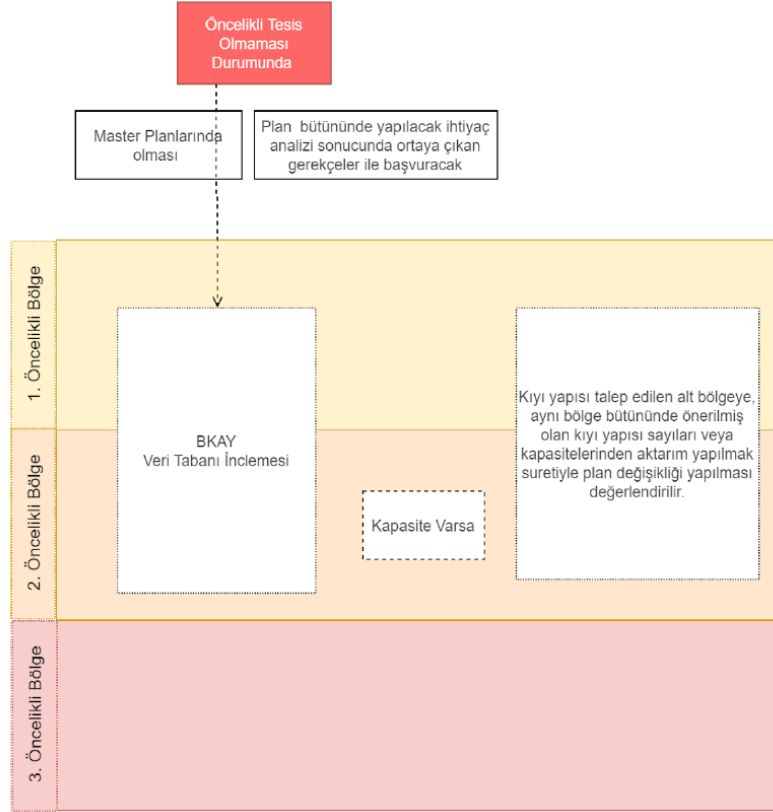 Öncelikli Tesis
Olmaması
Durumunda
Master Planlarında
olması
Plan bütününde yapılacak ihtiyaç
analizi sonucunda ortaya çıkan
gerekçeler ile başvuracak
1. Öncelikli Bölge
BKAY
Veri Tabanı İnclemesi
Kıyı yapısı talep edilen alt bölgeye,
aynı bölge bütününde önerilmiş
olan kıyı yapısı sayıları veya
kapasitelerinden aktarım yapılmak
suretiyle plan değişikliği yapılması
değerlendirilir.
2. Öncelikli Bölge
Kapasite Varsa
3. Öncelikli Bölge